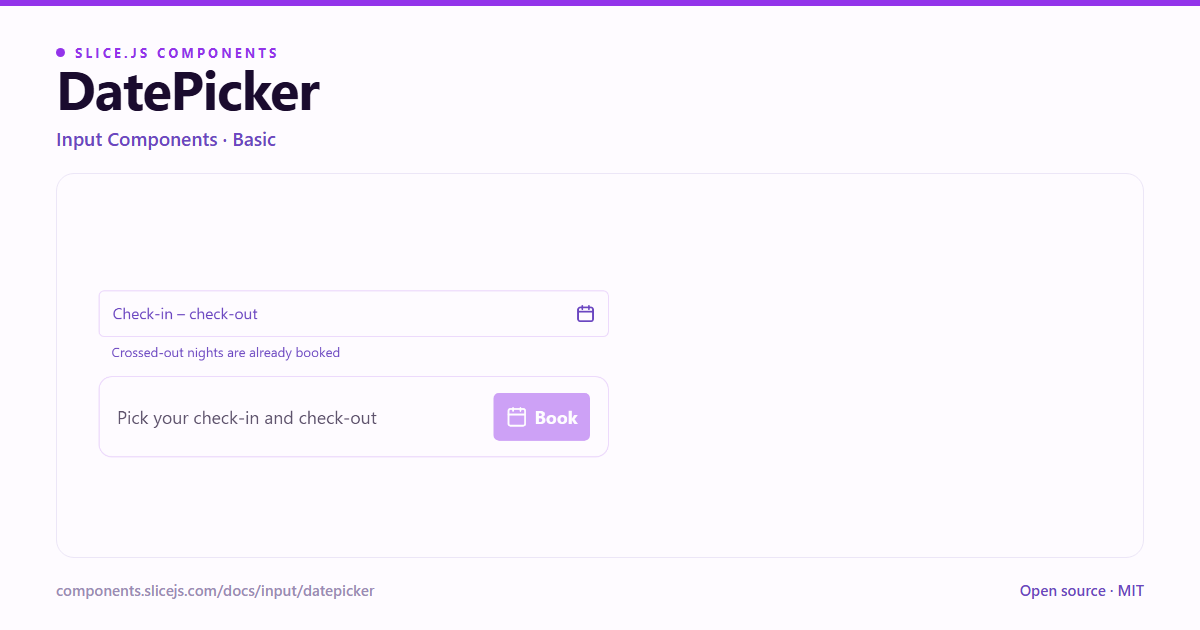 SLICE.JS COMPONENTS
DatePicker
Input Components · Basic
Check-in – check-out
Crossed-out nights are already booked
Pick your check-in and check-out
Book
components.slicejs.com/docs/input/datepicker
Open source · MIT